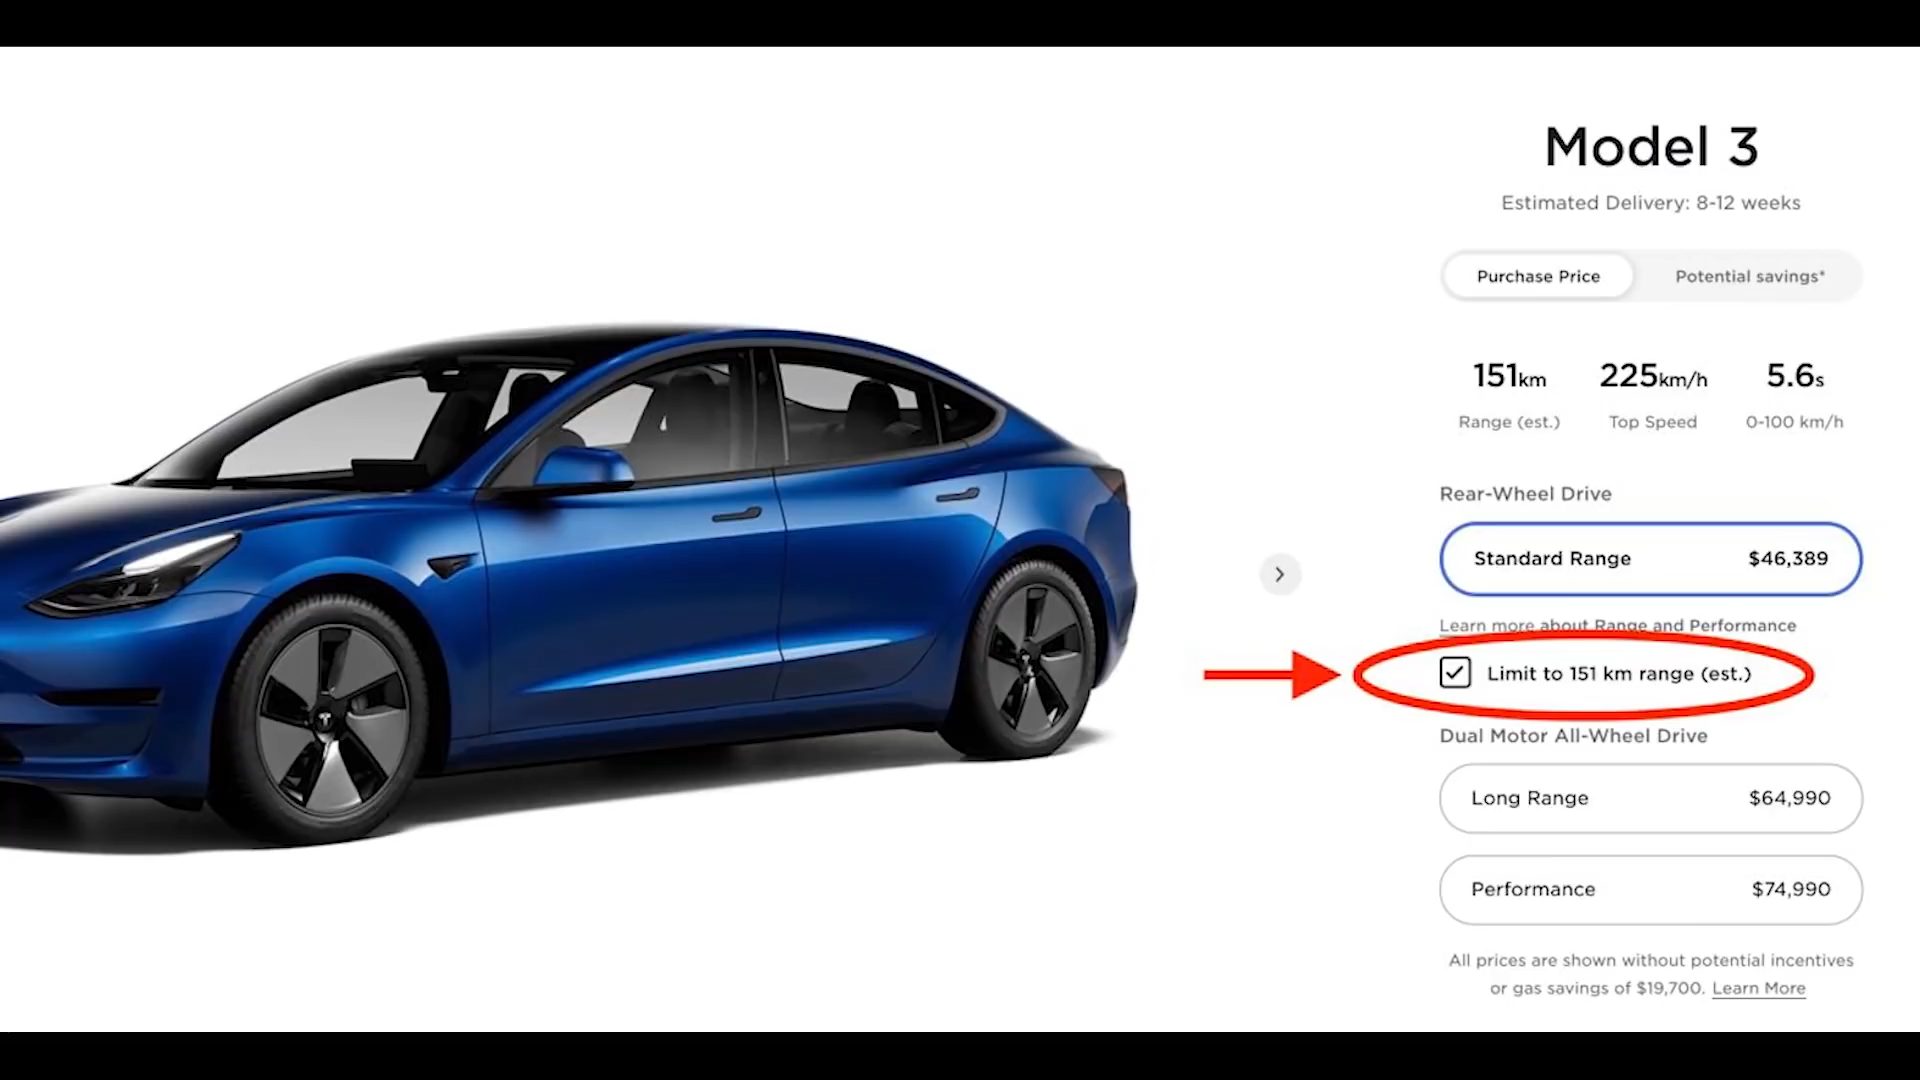 Model 3
Estimated Delivery: 8-12 weeks
Purchase Price Potential savings*
151km 225km/h 5.6s
Range (est.) Top Speed 0-100 km/h
Rear-Wheel Drive
Standard Range $46,389
Learn more about Range and Performance
Limit to 151 km range (est.)
Dual Motor All-Wheel Drive
Long Range $64,990
Performance $74,990
All prices are shown without potential incentives
or gas savings of $19,700. Learn More